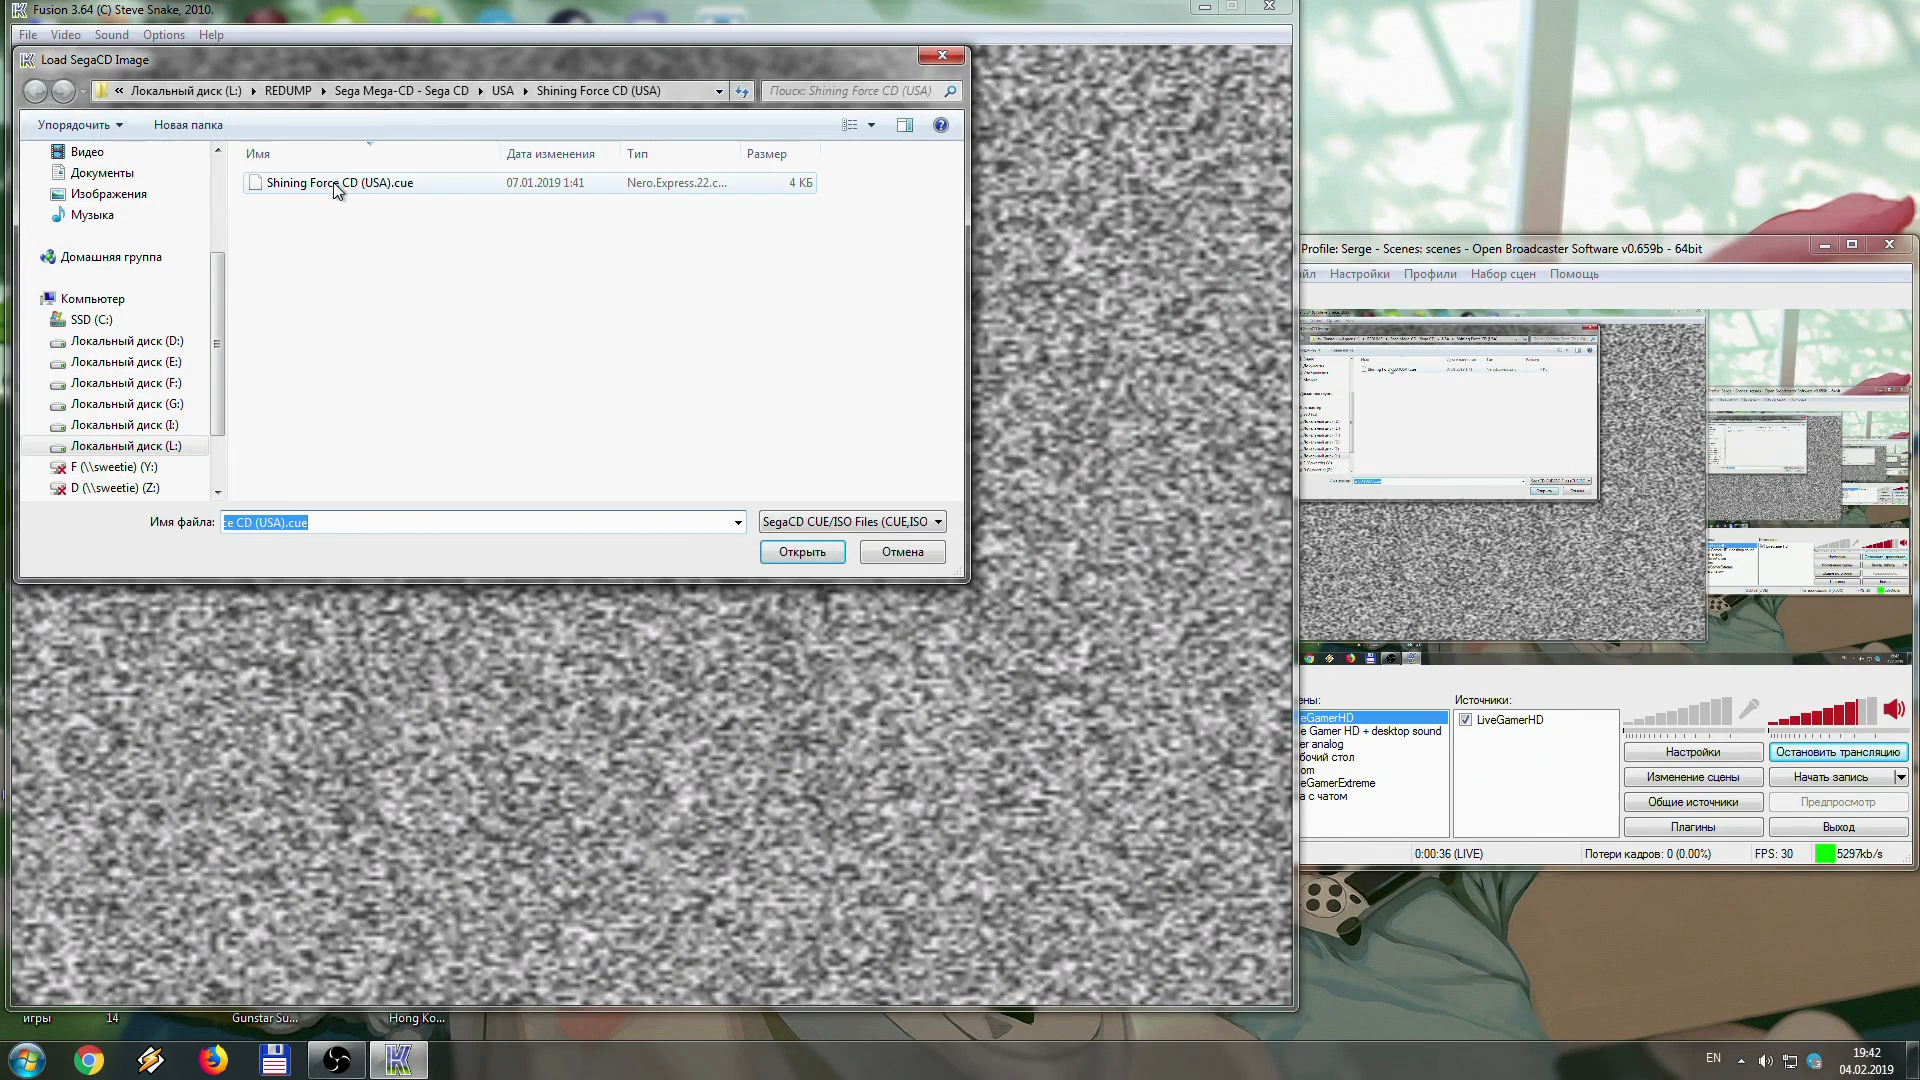 Fusion 3.64 (C) Steve Snake, 2010.
File Video Sound Options Help
Load SegaCD Image
« Локальный диск (L:) REDUMP Sega Mega-CD - Sega CD USA Shining Force CD (USA)
Поиск: Shining Force CD (USA)
Упорядочить Новая папка
Имя Дата изменения Тип Размер
Shining Force CD (USA).cue 07.01.2019 1:41 Nero.Express.22.c... 4 КБ
Видео
Документы
Изображения
Музыка
Домашняя группа
Компьютер
SSD (C:)
Локальный диск (D:)
Локальный диск (E:)
Локальный диск (F:)
Локальный диск (G:)
Локальный диск (I:)
Локальный диск (L:)
F (\\sweetie) (Y:)
D (\\sweetie) (Z:)
Имя файла: ce CD (USA).cue
SegaCD CUE/ISO Files (CUE,ISO
Открыть Отмена
Profile: Serge - Scenes: scenes - Open Broadcaster Software v0.659b - 64bit
йл Настройки Профили Набор сцен Помощь
ены:
eGamerHD
e Gamer HD + desktop sound
er analog
бочий стол
om
eGamerExtreme
а с чатом
Источники:
LiveGamerHD
Настройки Остановить трансляцию
Изменение сцены Начать запись
Общие источники Предпросмотр
Плагины Выход
0:00:36 (LIVE) Потери кадров: 0 (0.00%) FPS: 30 5297kb/s
игры 14 Gunstar Su... Hong Ko...
EN
19:42
04.02.2019